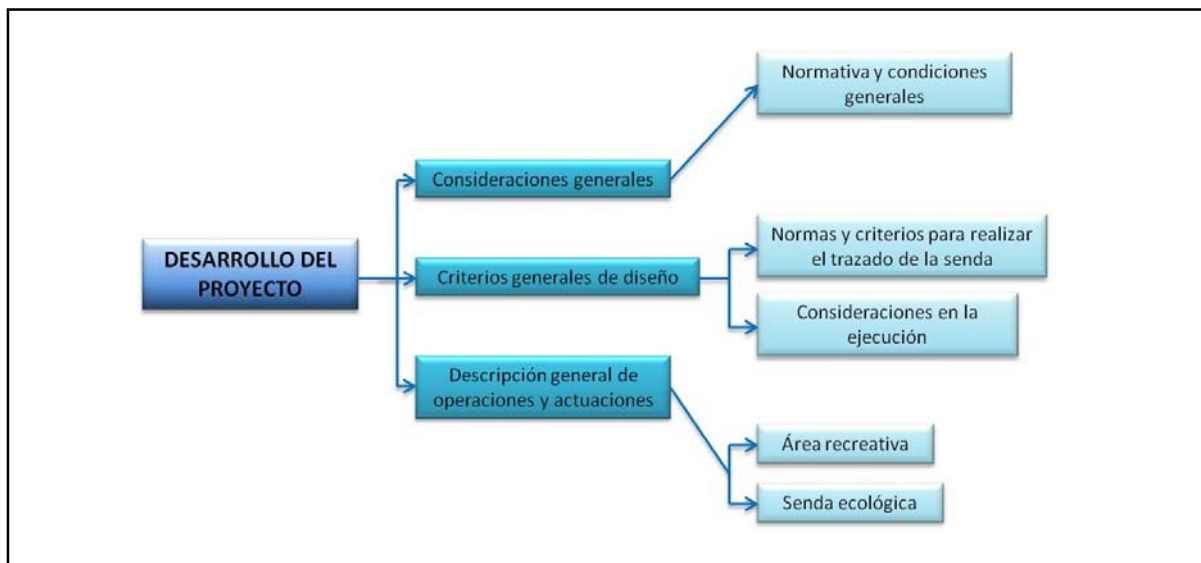 DESARROLLO DEL
PROYECTO
Consideraciones generales
Normativa y condiciones
generales
Criterios generales de diseño
Normas y criterios para realizar
el trazado de la senda
Consideraciones en la
ejecución
Descripción general de
operaciones y actuaciones
Área recreativa
Senda ecológica